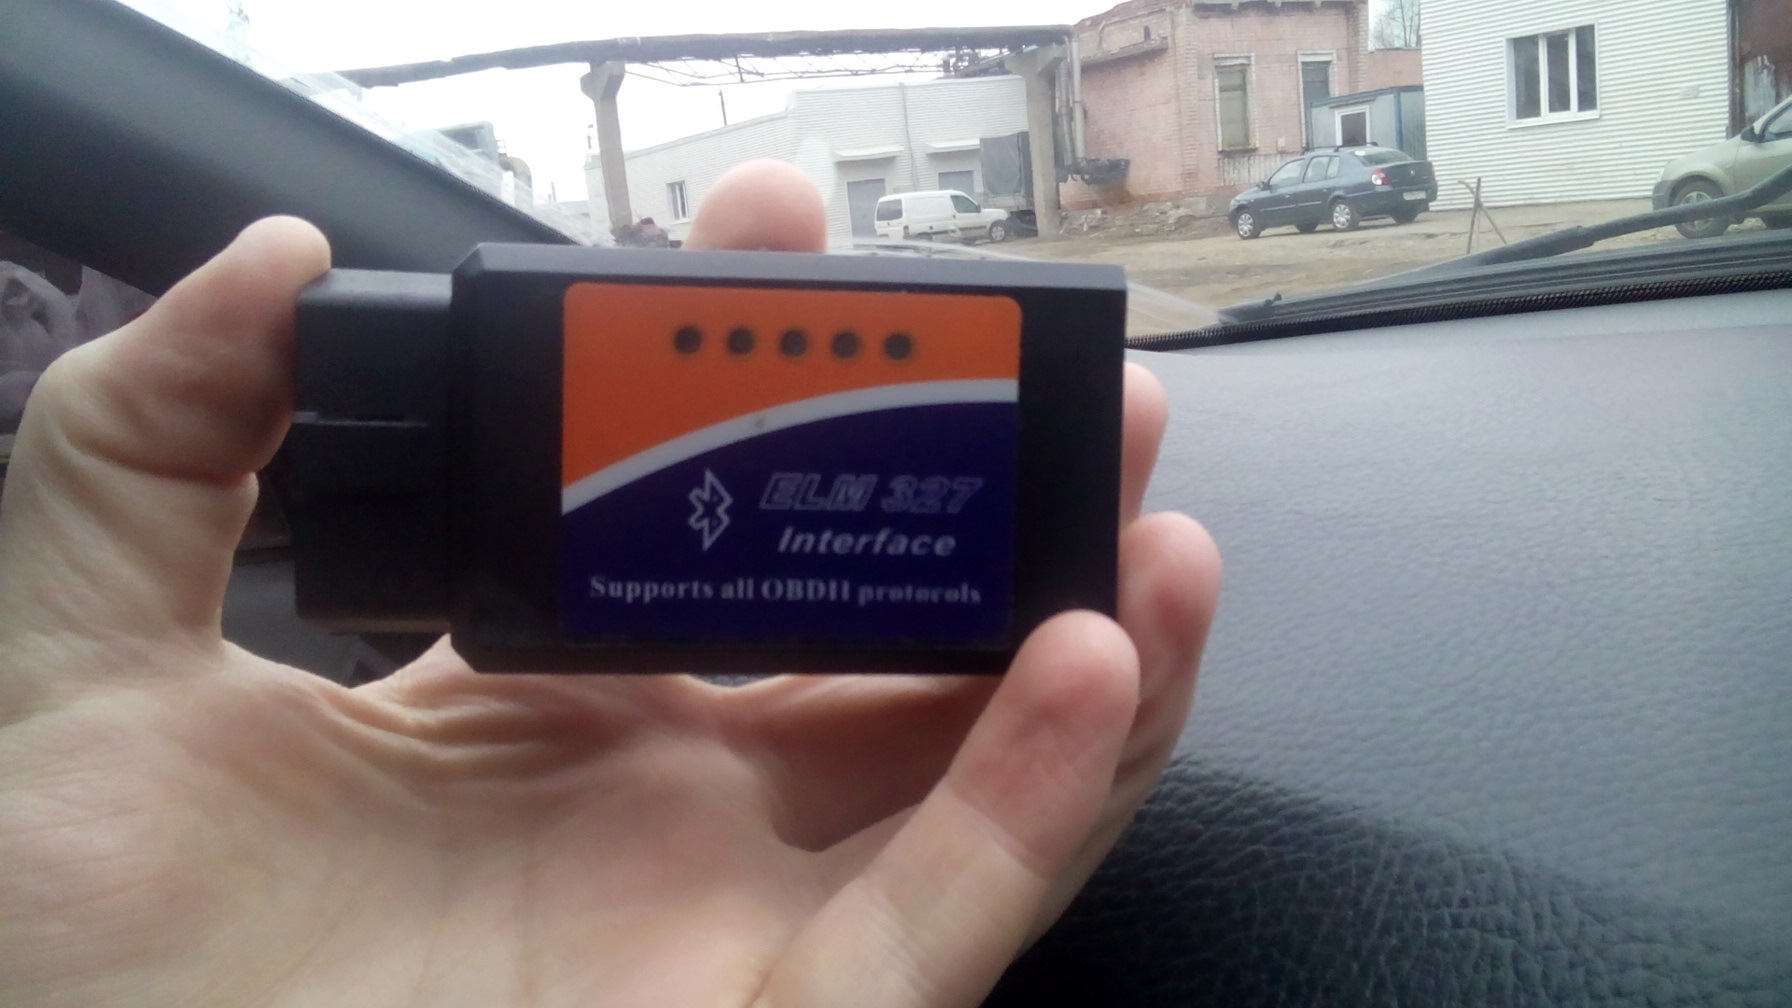 ELM 327
Interface
Supports all OBDII protocols